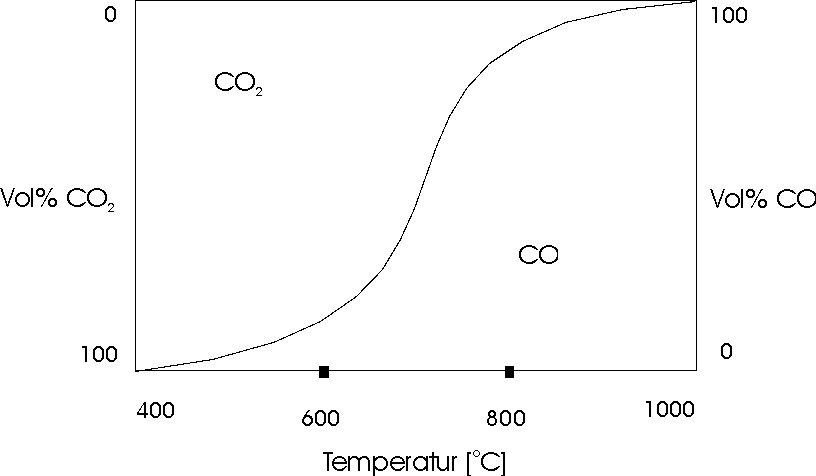 0
100
CO₂
Vol% CO₂
Vol% CO
CO
100
0
400
600
800
1000
Temperatur [°C]